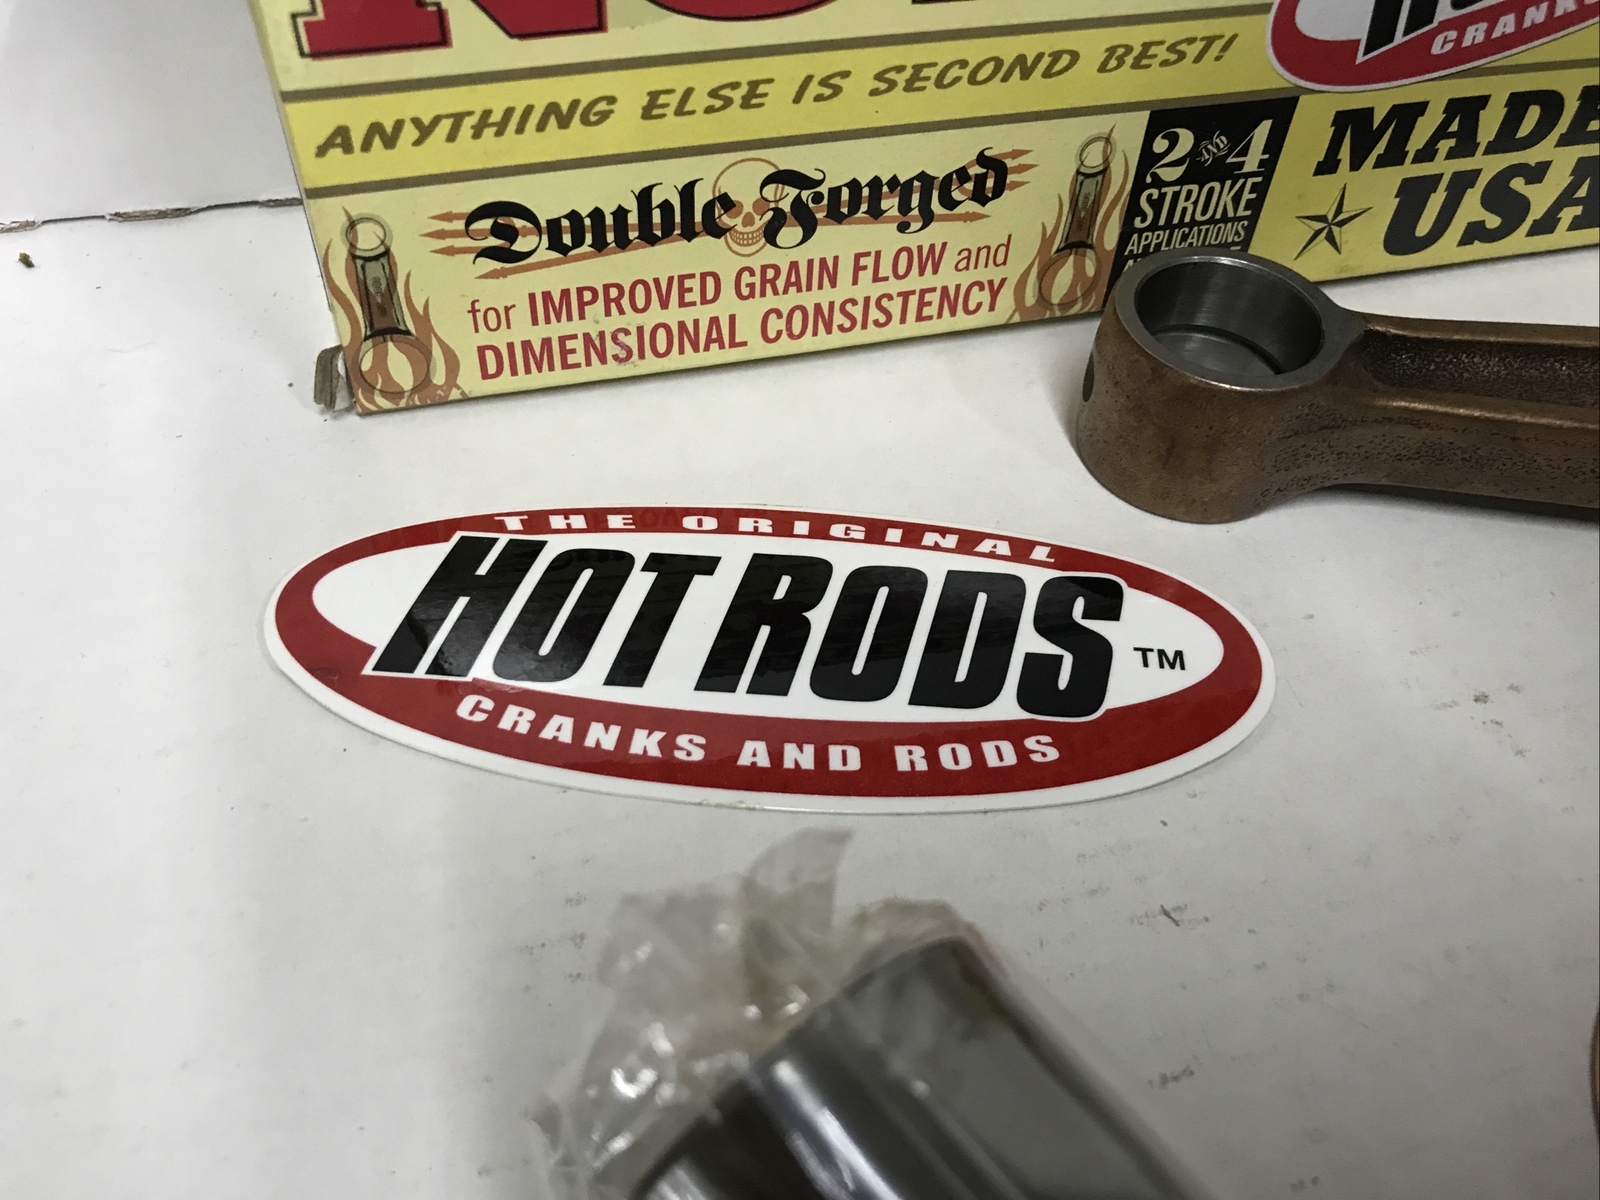 ANYTHING ELSE IS SECOND BEST!
CRANKS
Double Forged
for IMPROVED GRAIN FLOW and
DIMENSIONAL CONSISTENCY
2 AND 4
STROKE
APPLICATIONS
MADE
USA
THE ORIGINAL
HOT RODS TM
CRANKS AND RODS